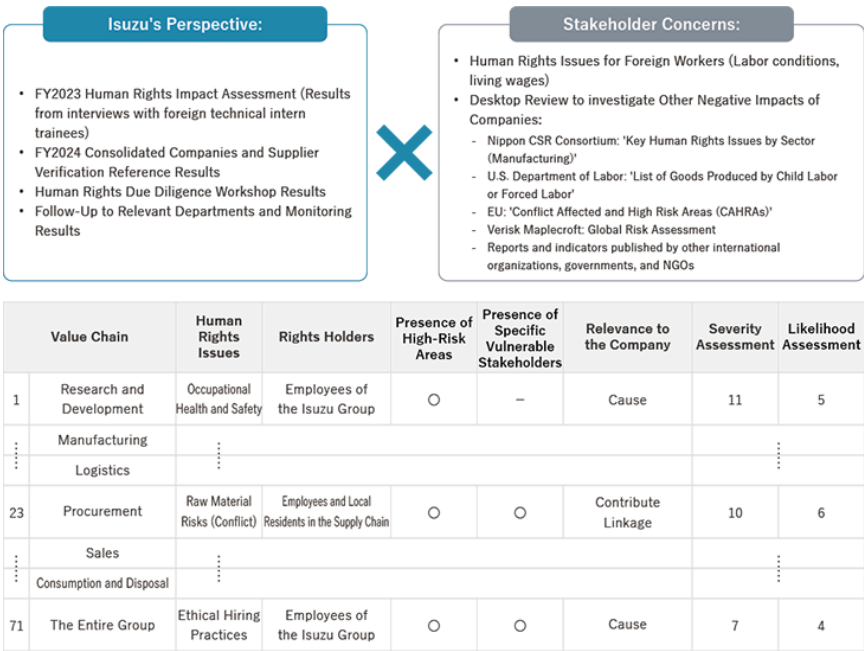 Isuzu's Perspective:
• FY2023 Human Rights Impact Assessment (Results
from interviews with foreign technical intern
trainees)
• FY2024 Consolidated Companies and Supplier
Verification Reference Results
• Human Rights Due Diligence Workshop Results
• Follow-Up to Relevant Departments and Monitoring
Results
Stakeholder Concerns:
• Human Rights Issues for Foreign Workers (Labor conditions,
living wages)
• Desktop Review to investigate Other Negative Impacts of
Companies:
- Nippon CSR Consortium: 'Key Human Rights Issues by Sector
(Manufacturing)'
- U.S. Department of Labor: 'List of Goods Produced by Child Labor
or Forced Labor'
- EU: 'Conflict Affected and High Risk Areas (CAHRAs)'
- Verisk Maplecroft: Global Risk Assessment
- Reports and indicators published by other international
organizations, governments, and NGOs
Value Chain
Human
Rights
Issues
Rights Holders
Presence of
High-Risk
Areas
Presence of
Specific
Vulnerable
Stakeholders
Relevance to
the Company
Severity
Assessment
Likelihood
Assessment
1
Research and
Development
Occupational
Health and Safety
Employees of
the Isuzu Group
○
–
Cause
11
5
Manufacturing
Logistics
23
Procurement
Raw Material
Risks (Conflict)
Employees and Local
Residents in the Supply Chain
○
○
Contribute
Linkage
10
6
Sales
Consumption and Disposal
71
The Entire Group
Ethical Hiring
Practices
Employees of
the Isuzu Group
○
○
Cause
7
4